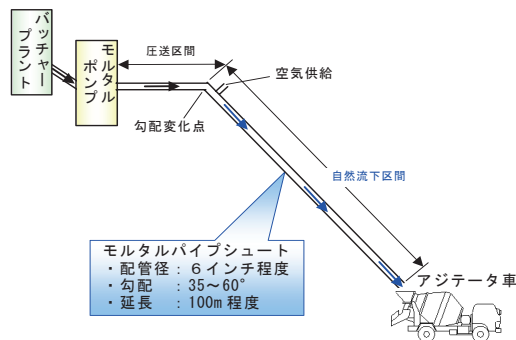 バッチャー
プラント
モルタル
ポンプ
圧送区間
空気供給
勾配変化点
自然流下区間
モルタルパイプシュート
・配管径：６インチ程度
・勾配　：35～60°
・延長　：100m程度
アジテータ車